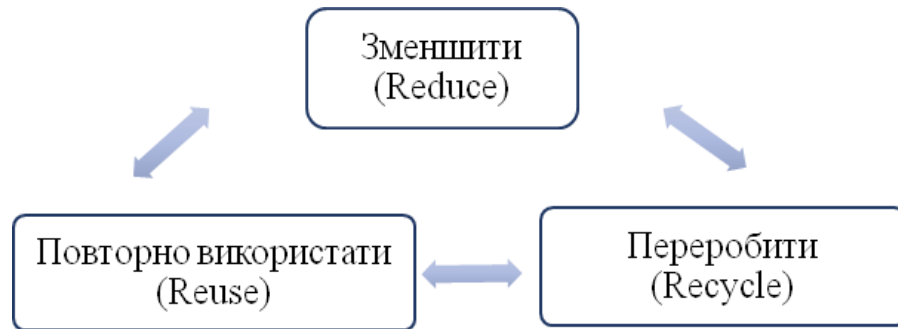 Зменшити
(Reduce)
Повторно використати
(Reuse)
Переробити
(Recycle)